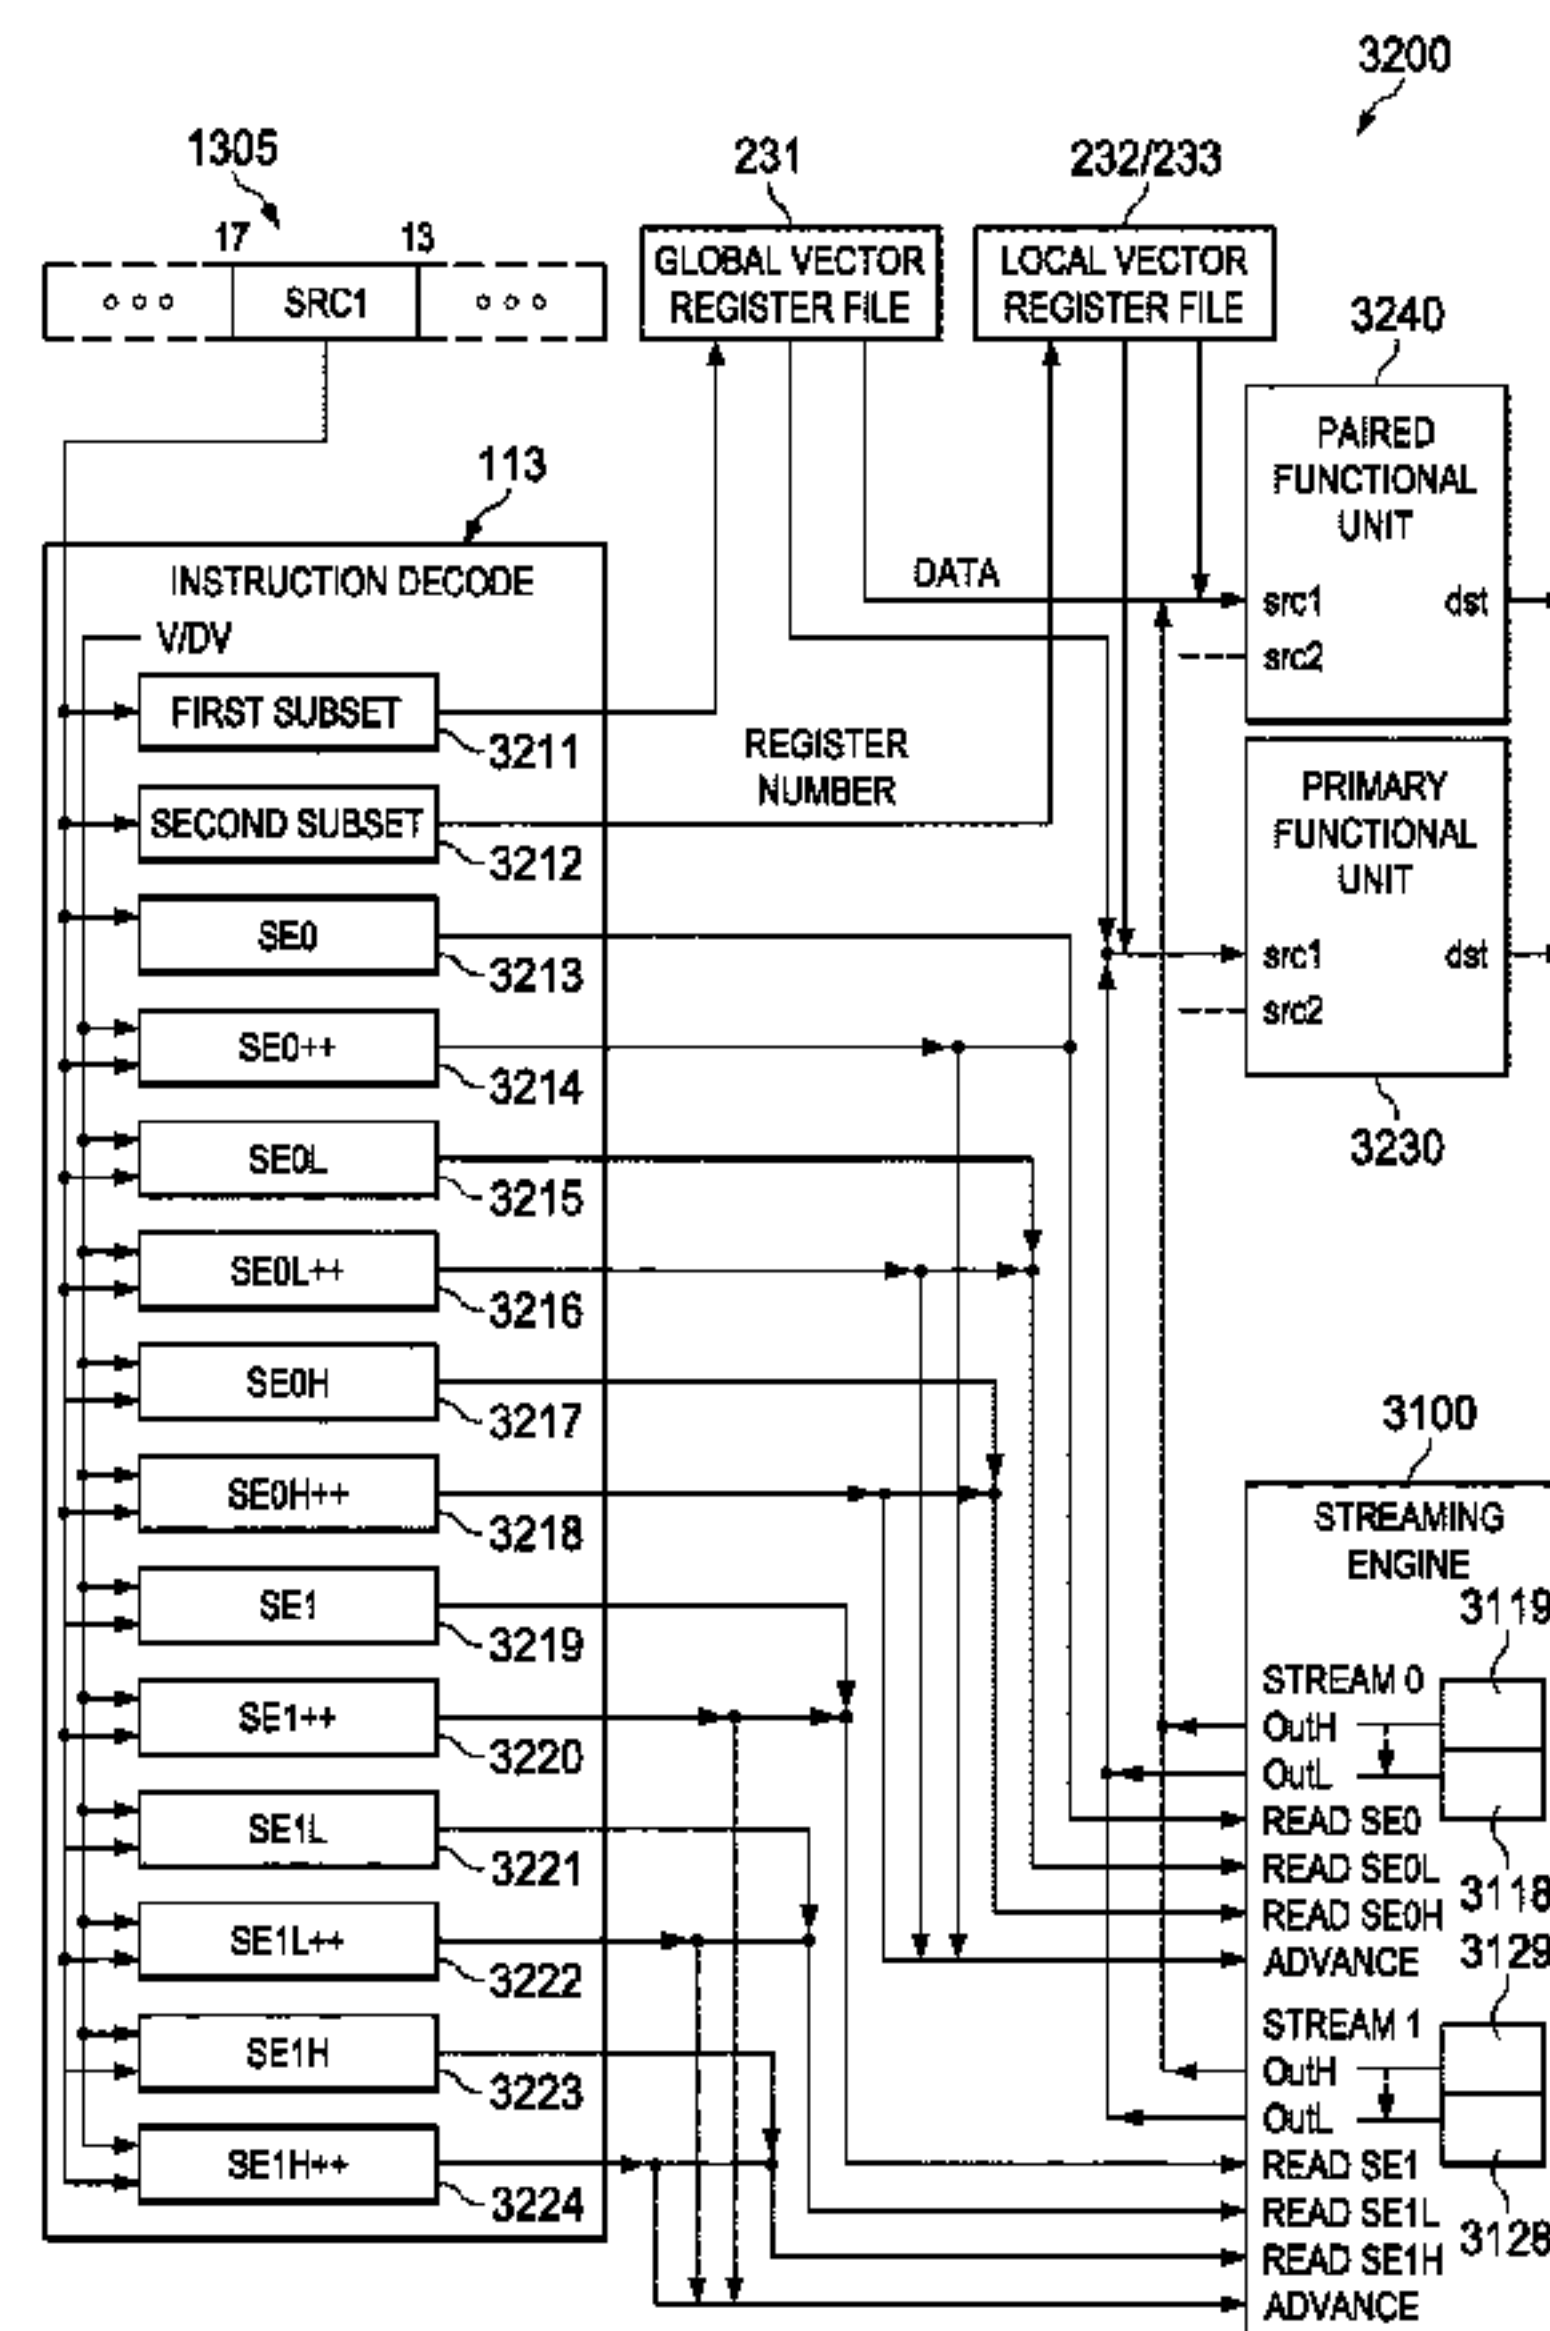 3200
1305
231
232/233
17
13
ooo
SRC1
ooo
GLOBAL VECTOR
REGISTER FILE
LOCAL VECTOR
REGISTER FILE
3240
PAIRED
FUNCTIONAL
UNIT
113
INSTRUCTION DECODE
DATA
src1
dst
V/DV
src2
FIRST SUBSET
3211
REGISTER
NUMBER
PRIMARY
FUNCTIONAL
UNIT
SECOND SUBSET
3212
SE0
3213
src1
dst
src2
SE0++
3214
3230
SE0L
3215
SE0L++
3216
SE0H
3217
3100
SE0H++
3218
STREAMING
ENGINE
SE1
3219
3119
STREAM 0
SE1++
3220
OutH
OutL
READ SE0
SE1L
3221
READ SE0L
3118
READ SE0H
SE1L++
3222
3129
ADVANCE
STREAM 1
SE1H
3223
OutH
OutL
SE1H++
3224
READ SE1
READ SE1L
3128
READ SE1H
ADVANCE